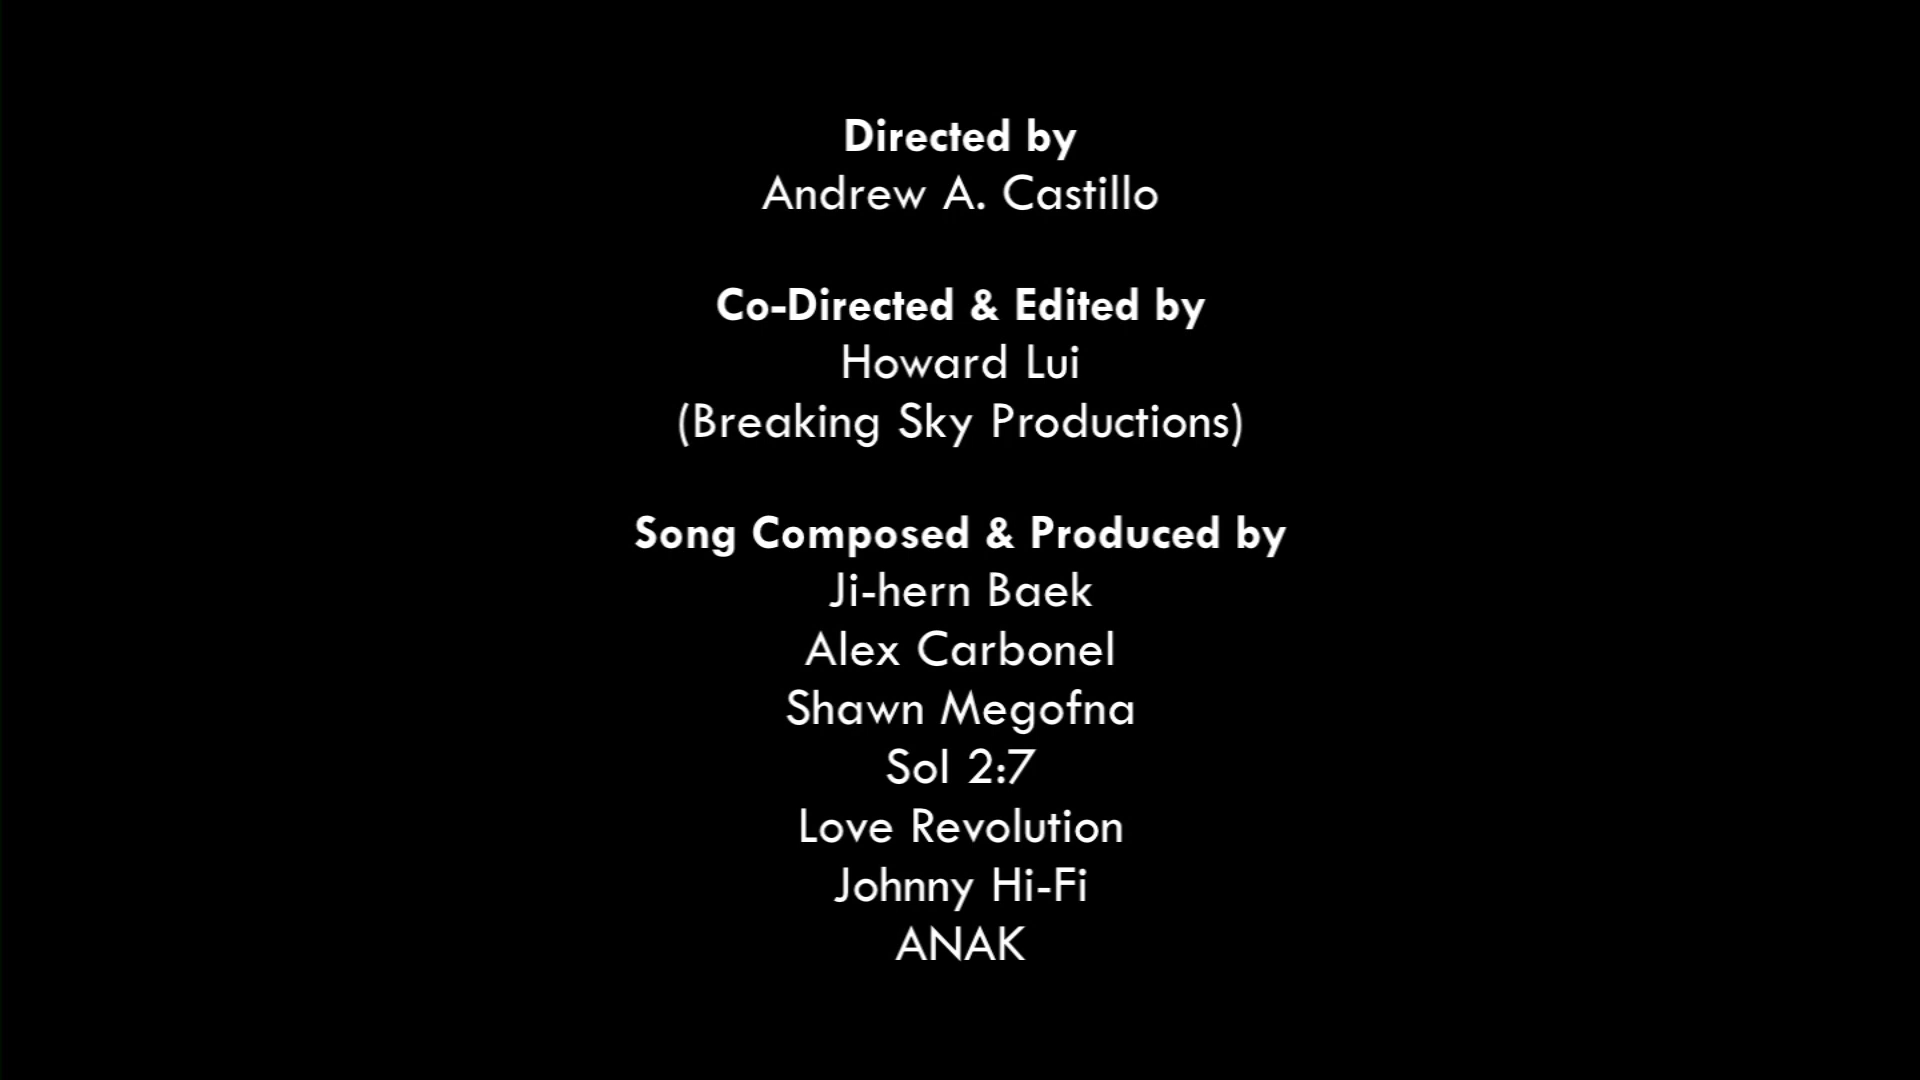 Directed by
Andrew A. Castillo
Co-Directed & Edited by
Howard Lui
(Breaking Sky Productions)
Song Composed & Produced by
Ji-hern Baek
Alex Carbonel
Shawn Megofna
Sol 2:7
Love Revolution
Johnny Hi-Fi
ANAK